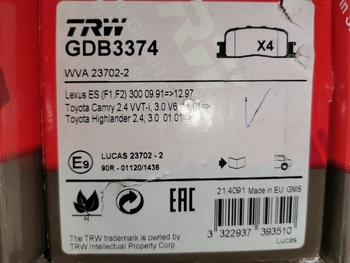 TRW
GDB3374
X4
WVA 23702-2
Lexus ES (F1,F2) 300 09.91=>12.97
Toyota Camry 2.4 VVT-i, 3.0 V6 11.01=>
Toyota Highlander 2.4, 3.0 01.01=>
E9
LUCAS 23702 - 2
90R - 01120/1436
EAC
21.4091 Made in EU GMS
3 322937 393510
Lucas
The TRW trademark is owned by
TRW Intellectual Property Corp.